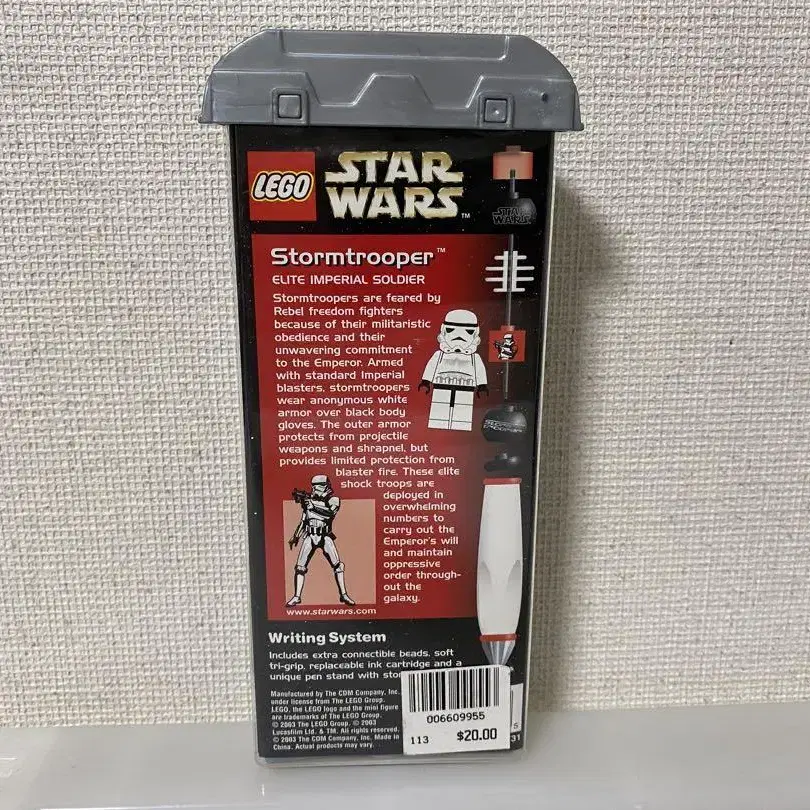 LEGO
STAR
WARS™
STAR
WARS
Stormtrooper™
ELITE IMPERIAL SOLDIER
Stormtroopers are feared by
Rebel freedom fighters
because of their militaristic
obedience and their
unwavering commitment
to the Emperor. Armed
with standard Imperial
blasters, stormtroopers
wear anonymous white
armor over black body
gloves. The outer armor
protects from projectile
weapons and shrapnel, but
provides limited protection from
blaster fire. These elite
shock troops are
deployed in
overwhelming
numbers to
carry out the
Emperor's will
and maintain
oppressive
order through-
out the
galaxy.
www.starwars.com
Writing System
Includes extra connectible beads, soft
tri-grip, replaceable ink cartridge and a
unique pen stand with
Manufactured by The CDM Company, Inc.
under license from The LEGO Group.
LEGO, the LEGO logo and the mini figure
are trademarks of The LEGO Group.
© 2003 The LEGO Group. © 2003
Lucasfilm Ltd. & TM. All rights reserved.
© 2003 The CDM Company, Inc. Made in
China. Actual products may vary.
006609955
113 $20.00
31